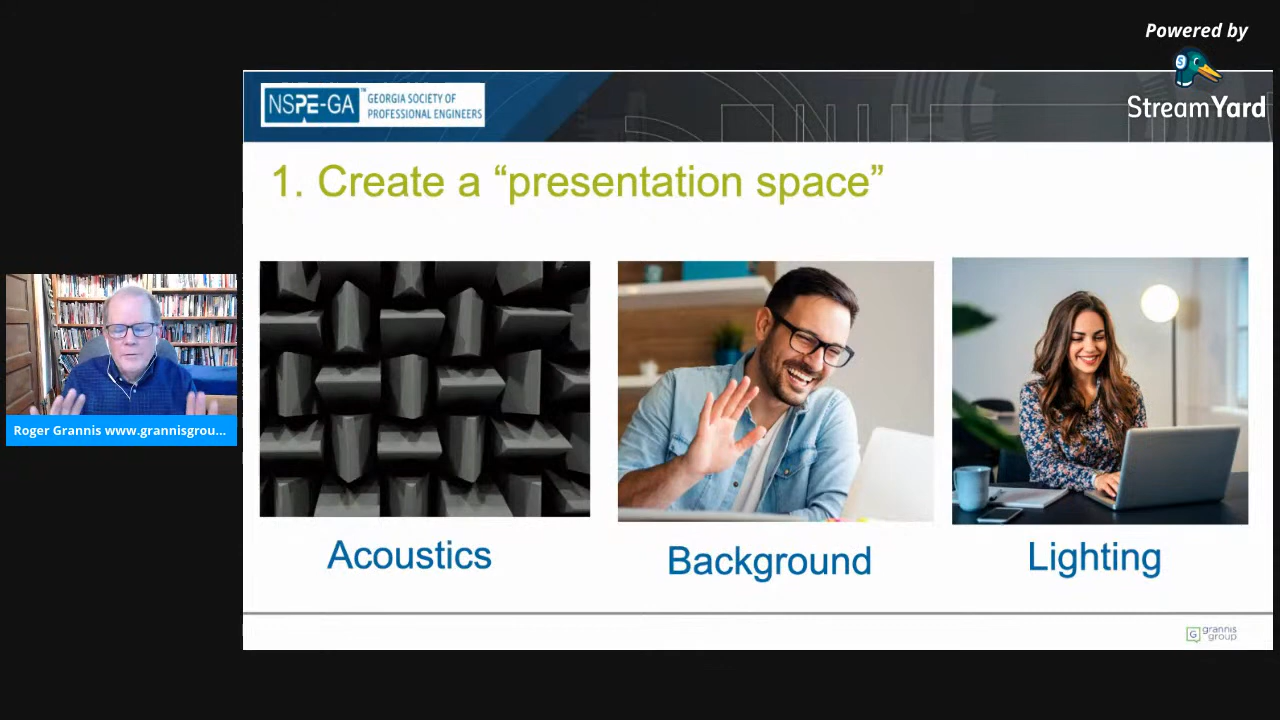 Powered by
StreamYard
NSPE-GA™
GEORGIA SOCIETY OF
PROFESSIONAL ENGINEERS
1. Create a “presentation space”
Roger Grannis www.grannisgrou...
Acoustics
Background
Lighting
G grannis
group